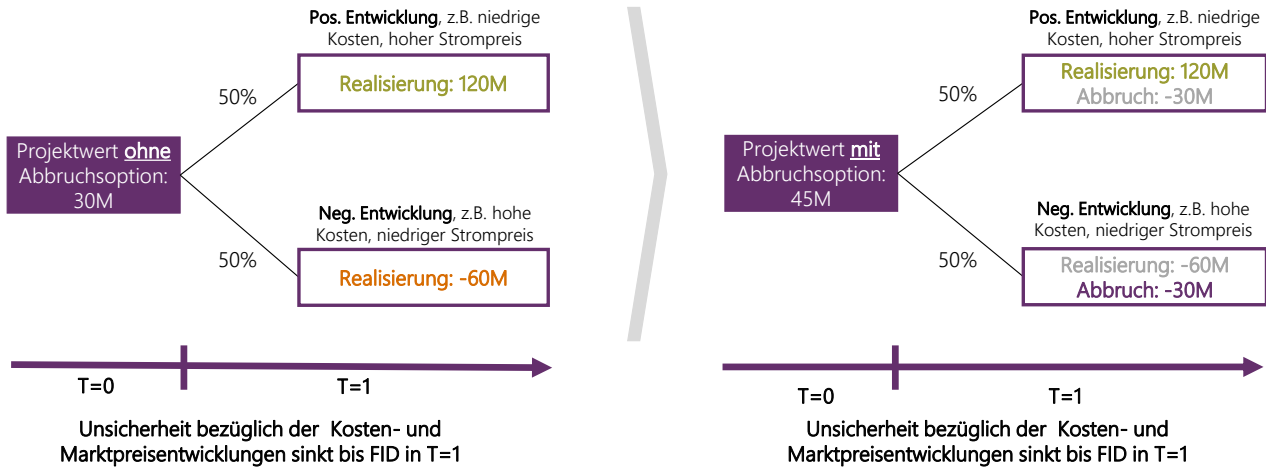 Pos. Entwicklung, z.B. niedrige
Kosten, hoher Strompreis
Realisierung: 120M
50%
Projektwert ohne
Abbruchsoption:
30M
Neg. Entwicklung, z.B. hohe
Kosten, niedriger Strompreis
50%
Realisierung: -60M
T=0
T=1
Unsicherheit bezüglich der Kosten- und
Marktpreisentwicklungen sinkt bis FID in T=1
Pos. Entwicklung, z.B. niedrige
Kosten, hoher Strompreis
Realisierung: 120M
Abbruch: -30M
50%
Projektwert mit
Abbruchsoption:
45M
Neg. Entwicklung, z.B. hohe
Kosten, niedriger Strompreis
50%
Realisierung: -60M
Abbruch: -30M
T=0
T=1
Unsicherheit bezüglich der Kosten- und
Marktpreisentwicklungen sinkt bis FID in T=1